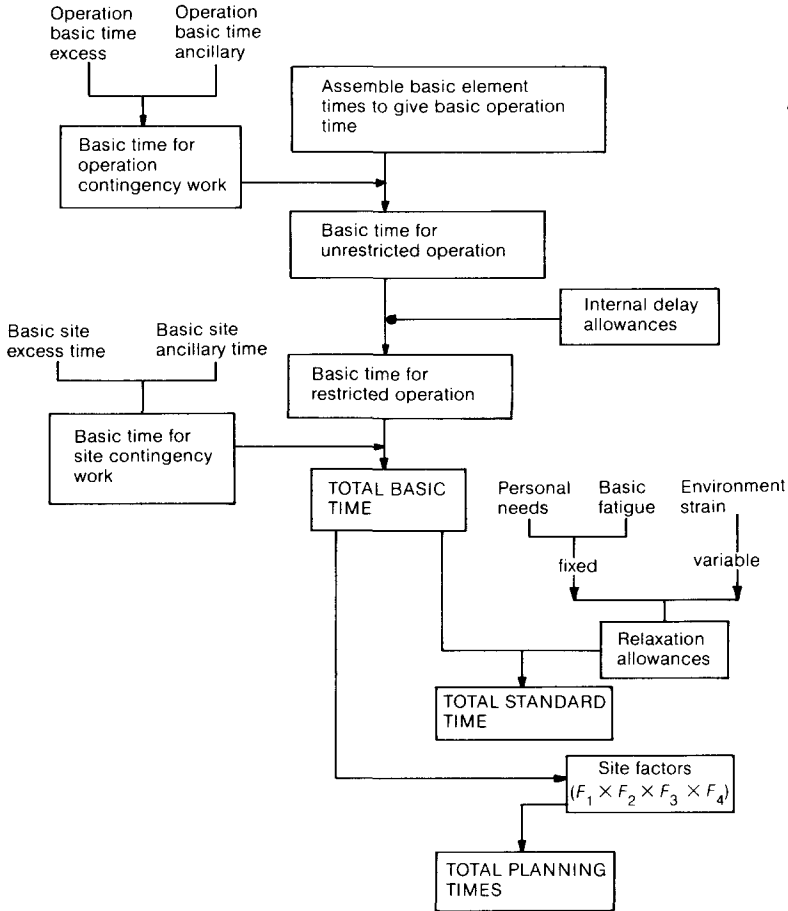 Operation
basic time
excess
Operation
basic time
ancillary
Assemble basic element
times to give basic operation
time
Basic time for
operation
contingency work
Basic time for
unrestricted operation
Internal delay
allowances
Basic site
excess time
Basic site
ancillary time
Basic time for
restricted operation
Basic time for
site contingency
work
TOTAL BASIC
TIME
Personal
needs
Basic
fatigue
Environment
strain
fixed
variable
Relaxation
allowances
TOTAL STANDARD
TIME
Site factors
(F₁ × F₂ × F₃ × F₄)
TOTAL PLANNING
TIMES